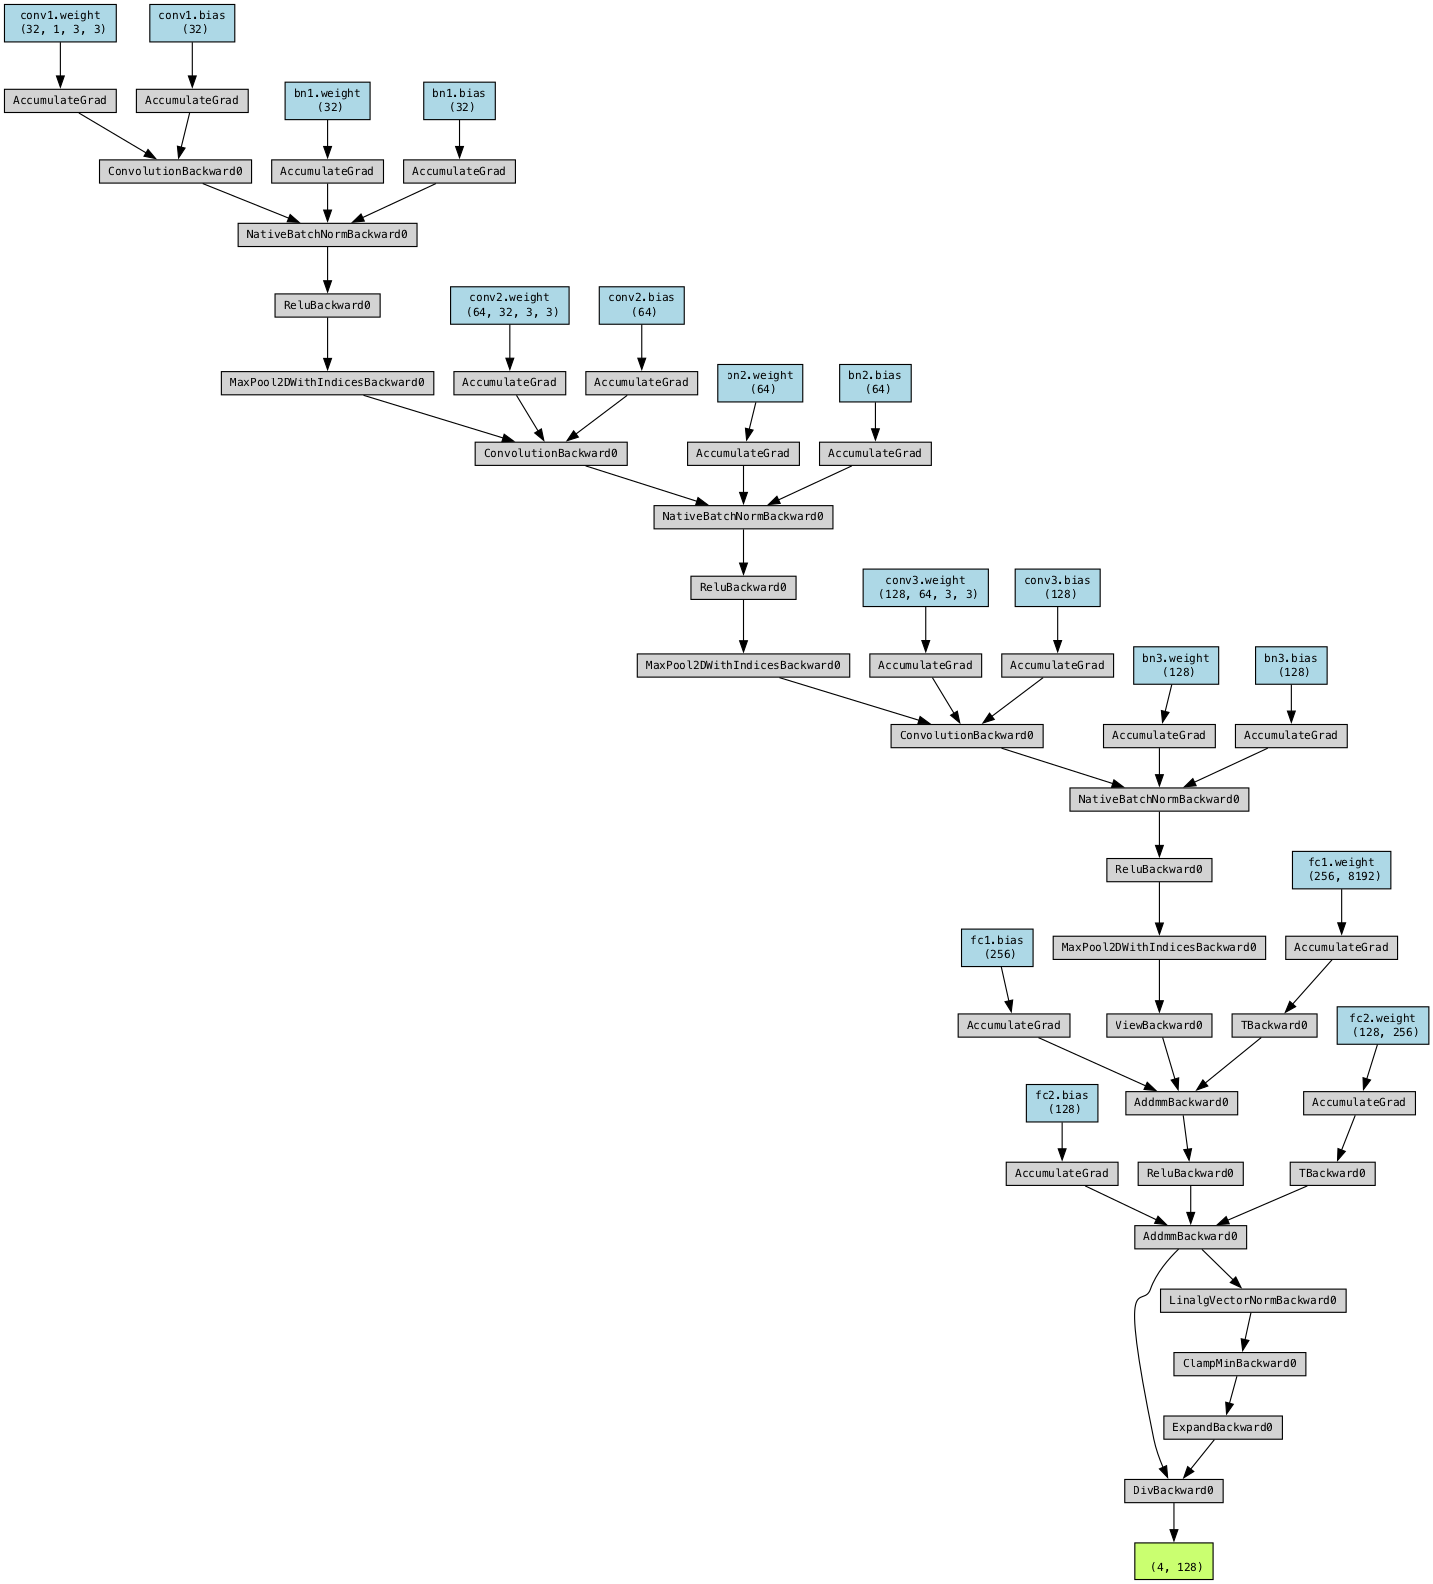 conv1.weight
(32, 1, 3, 3)
conv1.bias
(32)
AccumulateGrad
AccumulateGrad
bn1.weight
(32)
bn1.bias
(32)
ConvolutionBackward0
AccumulateGrad
AccumulateGrad
NativeBatchNormBackward0
ReluBackward0
conv2.weight
(64, 32, 3, 3)
conv2.bias
(64)
MaxPool2DWithIndicesBackward0
AccumulateGrad
AccumulateGrad
bn2.weight
(64)
bn2.bias
(64)
ConvolutionBackward0
AccumulateGrad
AccumulateGrad
NativeBatchNormBackward0
ReluBackward0
conv3.weight
(128, 64, 3, 3)
conv3.bias
(128)
MaxPool2DWithIndicesBackward0
AccumulateGrad
AccumulateGrad
bn3.weight
(128)
bn3.bias
(128)
ConvolutionBackward0
AccumulateGrad
AccumulateGrad
NativeBatchNormBackward0
ReluBackward0
fc1.weight
(256, 8192)
fc1.bias
(256)
MaxPool2DWithIndicesBackward0
AccumulateGrad
AccumulateGrad
ViewBackward0
TBackward0
fc2.weight
(128, 256)
fc2.bias
(128)
AddmmBackward0
AccumulateGrad
AccumulateGrad
ReluBackward0
TBackward0
AddmmBackward0
LinalgVectorNormBackward0
ClampMinBackward0
ExpandBackward0
DivBackward0
(4, 128)